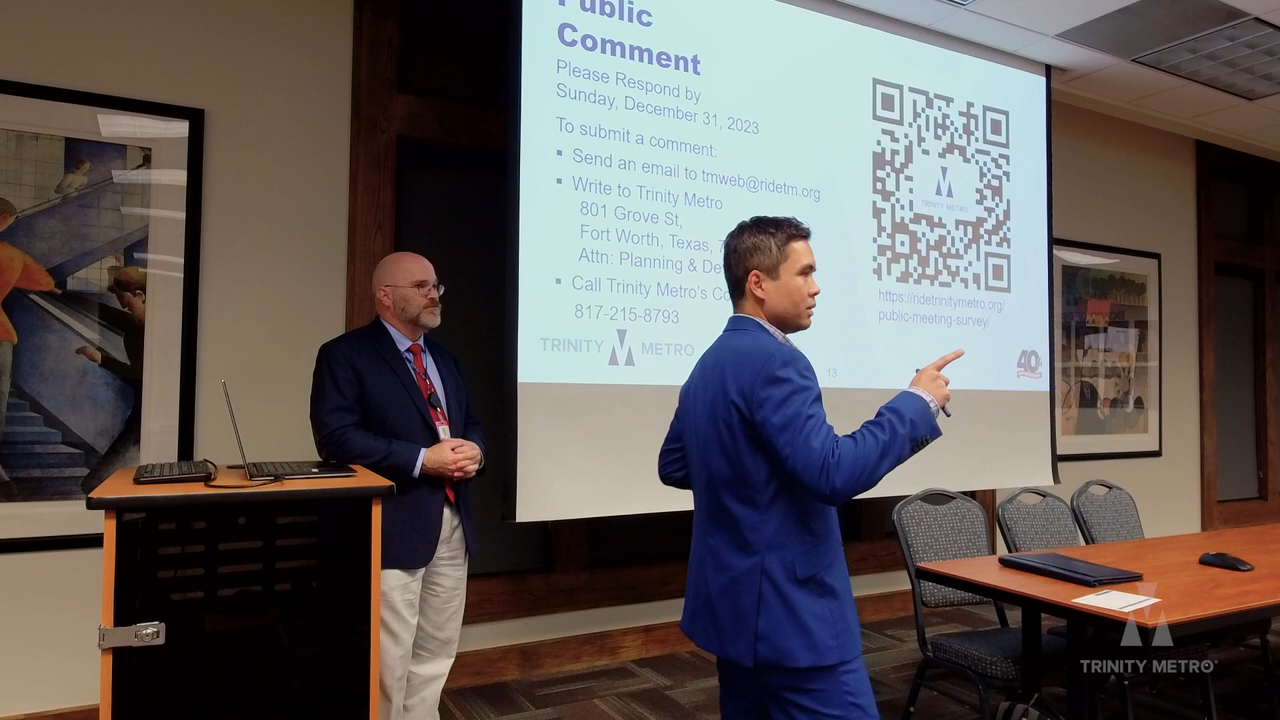 Public
Comment
Please Respond by
Sunday, December 31, 2023
To submit a comment:
▪ Send an email to tmweb@ridetm.org
▪ Write to Trinity Metro
801 Grove St,
Fort Worth, Texas,
Attn: Planning &
▪ Call Trinity Metro's
817-215-8793
TRINITY METRO
13
TRINITY METRO
https://ridetrinitymetro.org/
public-meeting-survey/
40
TRINITY METRO